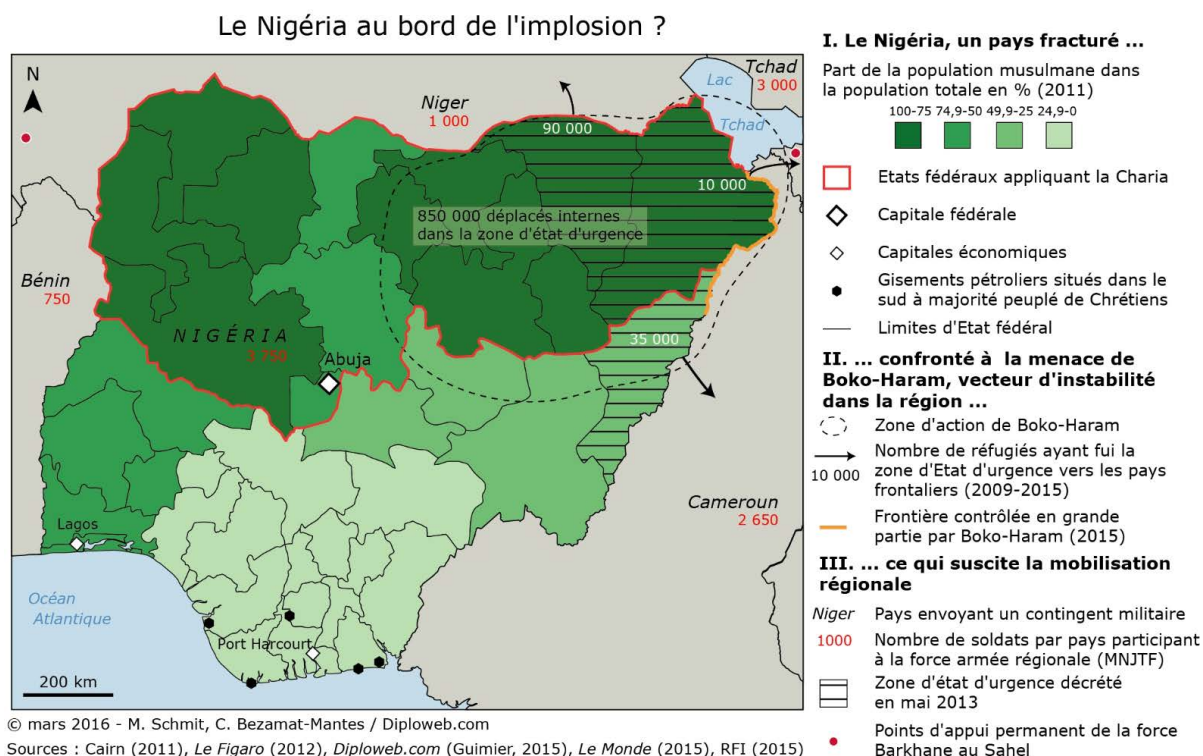 Le Nigéria au bord de l'implosion ?
N
Niger
1 000
Lac
Tchad
Tchad
3 000
90 000
10 000
850 000 déplacés internes
dans la zone d'état d'urgence
Bénin
750
NIGÉRIA
3 750
Abuja
35 000
Cameroun
2 650
Lagos
Océan
Atlantique
Port Harcourt
200 km
I. Le Nigéria, un pays fracturé ...
Part de la population musulmane dans
la population totale en % (2011)
100-75 74,9-50 49,9-25 24,9-0
Etats fédéraux appliquant la Charia
Capitale fédérale
Capitales économiques
Gisements pétroliers situés dans le
sud à majorité peuplé de Chrétiens
Limites d'Etat fédéral
II. ... confronté à la menace de
Boko-Haram, vecteur d'instabilité
dans la région ...
Zone d'action de Boko-Haram
Nombre de réfugiés ayant fui la
zone d'Etat d'urgence vers les pays
frontaliers (2009-2015)
10 000
Frontière contrôlée en grande
partie par Boko-Haram (2015)
III. ... ce qui suscite la mobilisation
régionale
Niger Pays envoyant un contingent militaire
1000 Nombre de soldats par pays participant
à la force armée régionale (MNJTF)
Zone d'état d'urgence décrété
en mai 2013
Points d'appui permanent de la force
Barkhane au Sahel
© mars 2016 - M. Schmit, C. Bezamat-Mantes / Diploweb.com
Sources : Cairn (2011), Le Figaro (2012), Diploweb.com (Guimier, 2015), Le Monde (2015), RFI (2015)